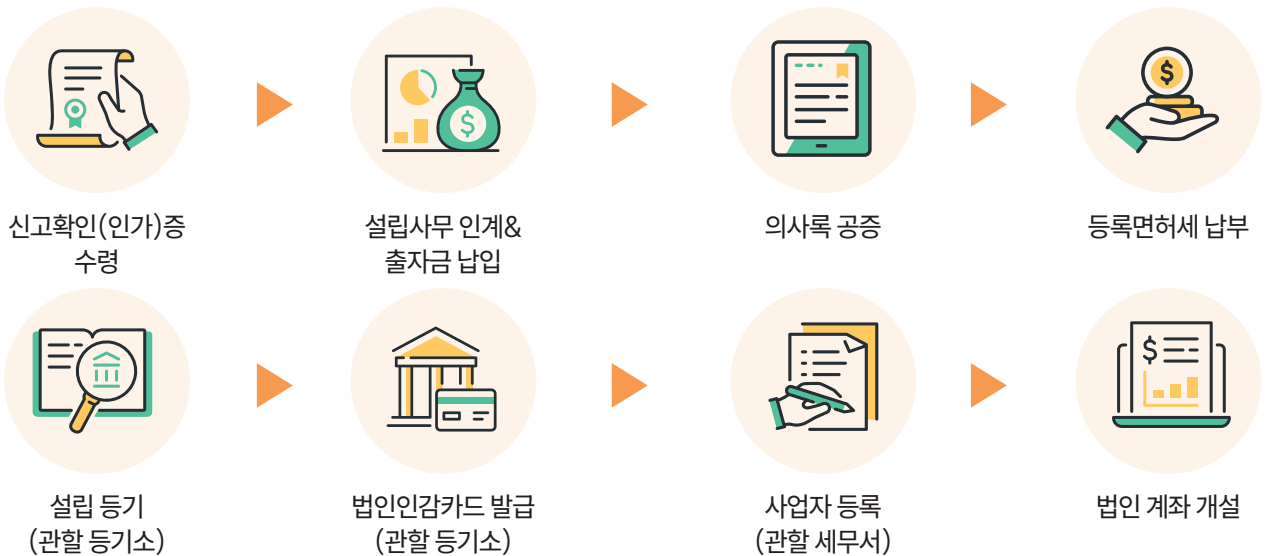 신고확인(인가)증
수령
설립사무 인계&
출자금 납입
의사록 공증
등록면허세 납부
설립 등기
(관할 등기소)
법인인감카드 발급
(관할 등기소)
사업자 등록
(관할 세무서)
법인 계좌 개설